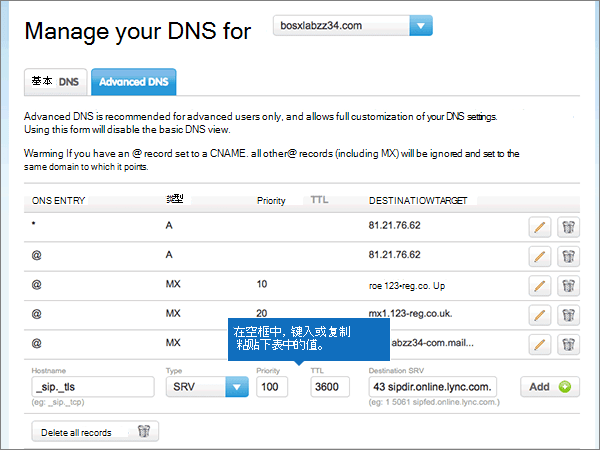 Manage your DNS for bosxlabzz34.com
基本 DNS Advanced DNS
Advanced DNS is recommended for advanced users only, and allows full customization of your DNS settings.
Using this form will disable the basic DNS view.
Warning If you have an @ record set to a CNAME. all other@ records (including MX) will be ignored and set to the
same domain to which it points.
ONS ENTRY 类型 Priority TTL DESTINATIOWTARGET
* A 81.21.76.62
@ A 81.21.76.62
@ MX 10 roe 123•reg.co. Up
@ MX 20 mx1.123-reg.co.uk.
@ MX abzz34-com.mail...
在空框中, 键入或复制
粘贴下表中的值。
Hostname Type Priority TTL Destination SRV
_sip._tls SRV 100 3600 43 sipdir.online.lync.com. Add
(eg: _sip._tcp) (eg: 1 5061 sipfed.online.lync.com.)
Delete all records